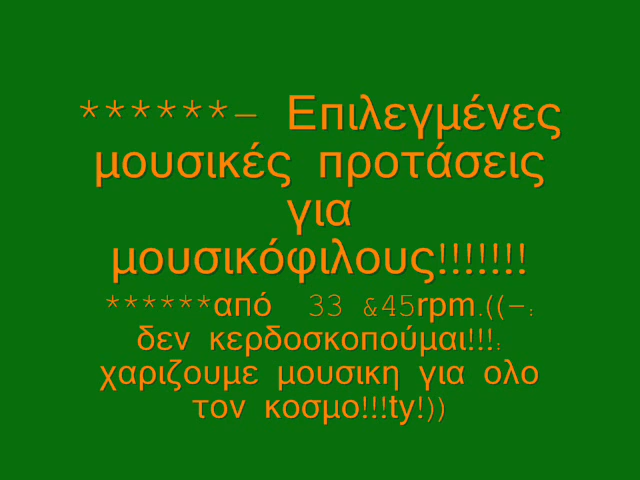 ******- Επιλεγμένες
μουσικές προτάσεις
για
μουσικόφιλους!!!!!!!
******από 33 &45rpm.((-:
δεν κερδοσκοπούμαι!!!:
χαριζουμε μουσικη για ολο
τον κοσμο!!!ty!))